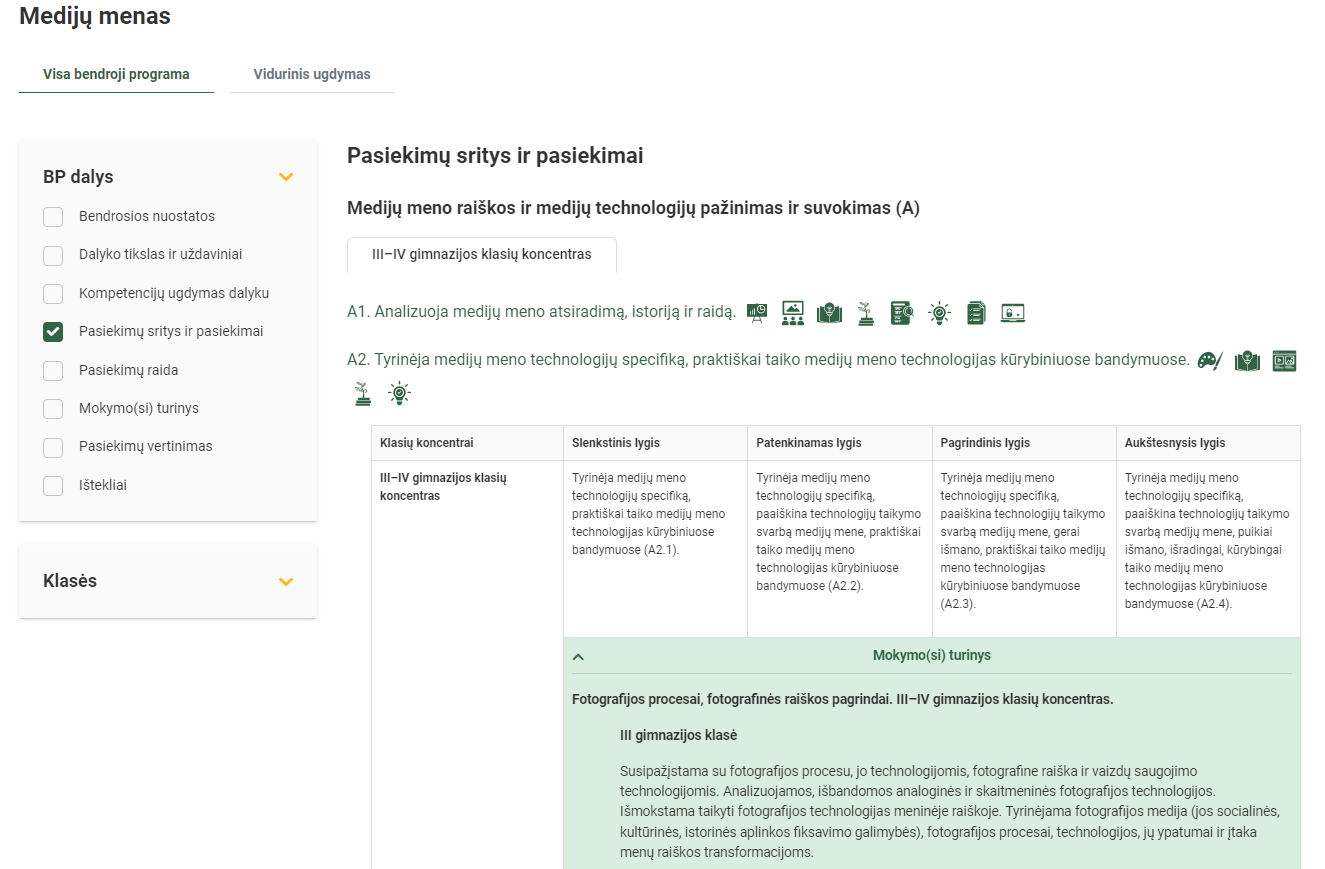 Medijų menas
Visa bendroji programa
Vidurinis ugdymas
BP dalys
Bendrosios nuostatos
Dalyko tikslas ir uždaviniai
Kompetencijų ugdymas dalyku
Pasiekimų sritys ir pasiekimai
Pasiekimų raida
Mokymo(si) turinys
Pasiekimų vertinimas
Ištekliai
Klasės
Pasiekimų sritys ir pasiekimai
Medijų meno raiškos ir medijų technologijų pažinimas ir suvokimas (A)
III–IV gimnazijos klasių koncentras
A1. Analizuoja medijų meno atsiradimą, istoriją ir raidą.
A2. Tyrinėja medijų meno technologijų specifiką, praktiškai taiko medijų meno technologijas kūrybiniuose bandymuose.
Klasių koncentrai
Slenkstinis lygis
Patenkinamas lygis
Pagrindinis lygis
Aukštesnysis lygis
III–IV gimnazijos klasių
koncentras
Tyrinėja medijų meno
technologijų specifiką,
praktiškai taiko medijų meno
technologijas kūrybiniuose
bandymuose (A2.1).
Tyrinėja medijų meno
technologijų specifiką,
paaiškina technologijų taikymo
svarbą medijų mene, praktiškai
taiko medijų meno
technologijas kūrybiniuose
bandymuose (A2.2).
Tyrinėja medijų meno
technologijų specifiką,
paaiškina technologijų taikymo
svarbą medijų mene, gerai
išmano, praktiškai taiko medijų
meno technologijas
kūrybiniuose bandymuose
(A2.3).
Tyrinėja medijų meno
technologijų specifiką,
paaiškina technologijų taikymo
svarbą medijų mene, puikiai
išmano, išradingai, kūrybingai
taiko medijų meno
technologijas kūrybiniuose
bandymuose (A2.4).
Mokymo(si) turinys
Fotografijos procesai, fotografinės raiškos pagrindai. III–IV gimnazijos klasių koncentras.
III gimnazijos klasė
Susipažįstama su fotografijos procesu, jo technologijomis, fotografine raiška ir vaizdų saugojimo
technologijomis. Analizuojamos, išbandomos analoginės ir skaitmeninės fotografijos technologijos.
Išmokstama taikyti fotografijos technologijas meninėje raiškoje. Tyrinėjama fotografijos medija (jos socialinės,
kultūrinės, istorinės aplinkos fiksavimo galimybės), fotografijos procesai, technologijos, jų ypatumai ir įtaka
menų raiškos transformacijoms.